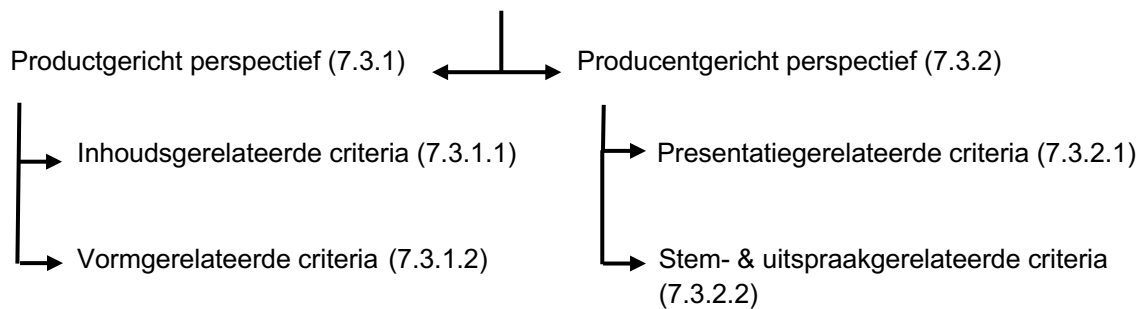 Productgericht perspectief (7.3.1)
Producentgericht perspectief (7.3.2)
Inhoudsgerelateerde criteria (7.3.1.1)
Presentatiegerelateerde criteria (7.3.2.1)
Vormgerelateerde criteria (7.3.1.2)
Stem- & uitspraakgerelateerde criteria
(7.3.2.2)